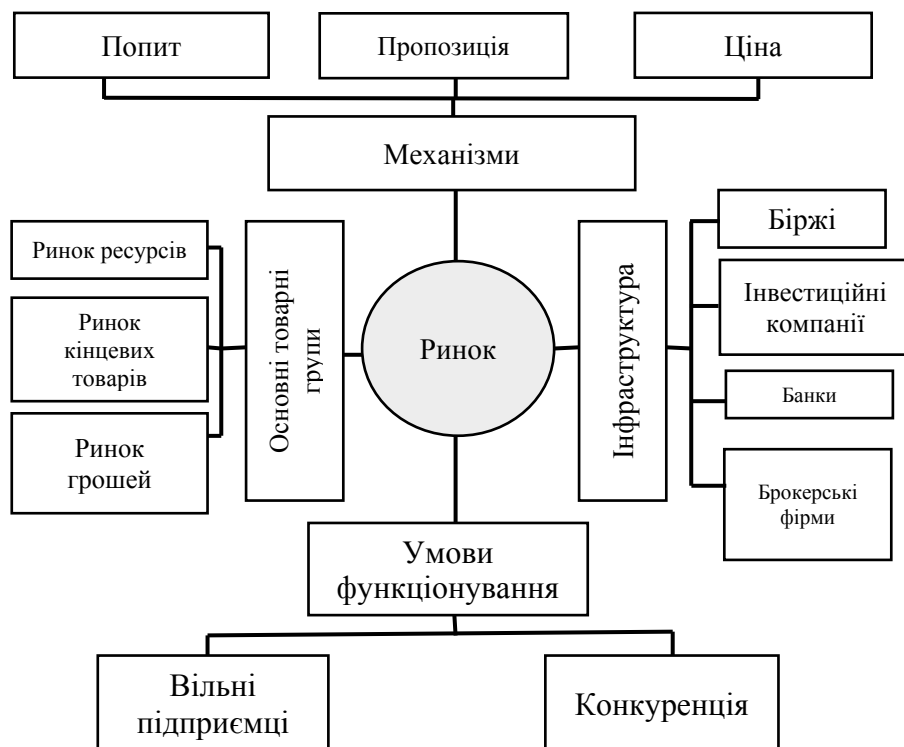 Попит
Пропозиція
Ціна
Механізми
Ринок ресурсів
Ринок
кінцевих
товарів
Ринок
грошей
Основні товарні
групи
Ринок
Інфраструктура
Біржі
Інвестиційні
компанії
Банки
Брокерські
фірми
Умови
функціонування
Вільні
підприємці
Конкуренція